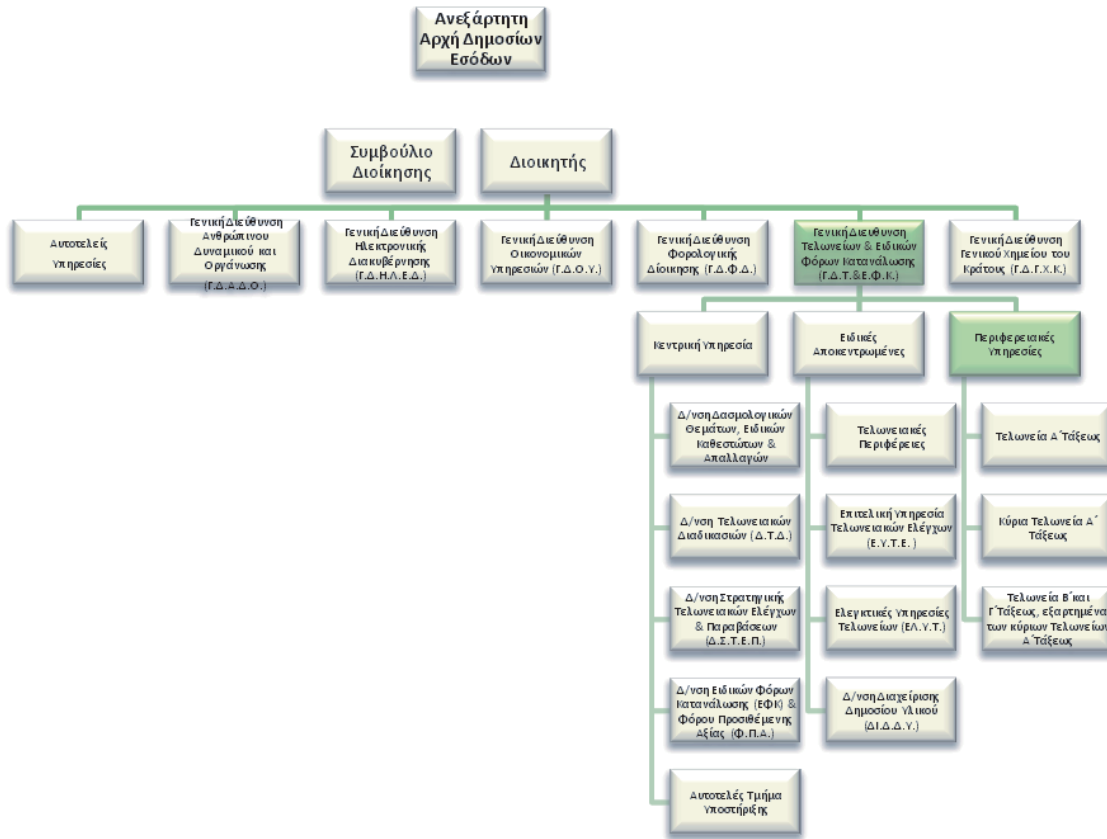 Ανεξάρτητη
Αρχή Δημοσίων
Εσόδων
Συμβούλιο
Διοίκησης
Διοικητής
Αυτοτελείς
Υπηρεσίες
Γενική Διεύθυνση
Ανθρώπινου
Δυναμικού και
Οργάνωσης
(Γ.Δ.Α.Δ.Ο.)
Γενική Διεύθυνση
Ηλεκτρονικής
Διακυβέρνησης
(Γ.Δ.Η.Λ.Ε.Δ.)
Γενική Διεύθυνση
Οικονομικών
Υπηρεσιών (Γ.Δ.Ο.Υ.)
Γενική Διεύθυνση
Φορολογικής
Δίοικησης (Γ.Δ.Φ.Δ.)
Γενική Διευθυνση
Τελωνείων & Ειδικών
Φόρων Κατανάλωσης
(Γ.Δ.Τ.&Ε.Φ.Κ.)
Γενική Διεύθυνση
Γενικού Χημείου του
Κράτους (Γ.Δ.Γ.Χ.Κ.)
Κεντρική Υπηρεσία
Ειδικές
Αποκεντρωμένες
Περιφερειακές
Υπηρεσίες
Δ/νση Δασμολογικών
Θεμάτων, Ειδικών
Καθεστώτων &
Απαλλαγών
Δ/νση Τελωνειακών
Διαδικασιών (Δ.Τ.Δ.)
Δ/νση Στρατηγικής
Τελωνειακών Ελέγχων
& Παραβάσεων
(Δ.Σ.Τ.Ε.Π.)
Δ/νση Ειδικών Φόρων
Κατανάλωσης (ΕΦΚ) &
Φόρου Προσιθέμενης
Αξίας (Φ.Π.Α.)
Αυτοτελές Τμήμα
Υποστήριξης
Τελωνειακές
Περιφέρειες
Επιτελική Υπηρεσία
Τελωνειακών Ελέγχων
(Ε.Υ.Τ.Ε. )
Ελεγκτικές Υπηρεσίες
Τελωνείων (ΕΛ.Υ.Τ.)
Δ/νση Διαχείρισης
Δημοσίου Υλικού
(ΔΙ.Δ.Δ.Υ.)
Τελωνεία Α΄Τάξεως
Κύρια Τελωνεία Α΄
Τάξεως
Τελωνεία Β΄και
Γ΄Τάξεως, εξαρτημένα
των κύριων Τελωνείων
Α΄Τάξεως